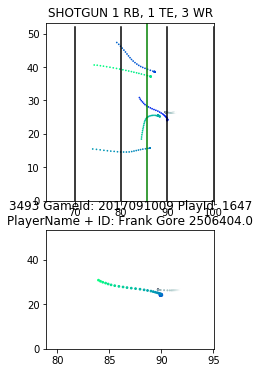 SHOTGUN 1 RB, 1 TE, 3 WR
50
40
30
20
10
0
70 80 90 100
3493 GameId: 2017091009 PlayId: 1647
PlayerName + ID: Frank Gore 2506404.0
40
20
0
80 85 90 95